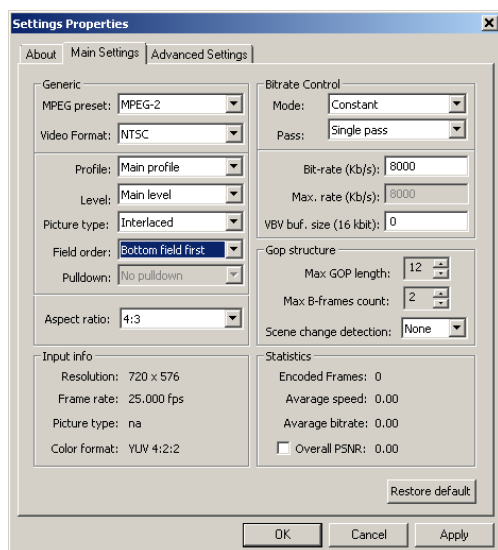 Settings Properties
About Main Settings Advanced Settings
Generic
MPEG preset: MPEG-2
Video Format: NTSC
Profile: Main profile
Level: Main level
Picture type: Interlaced
Field order: Bottom field first
Pulldown: No pulldown
Aspect ratio: 4:3
Input info
Resolution: 720 x 576
Frame rate: 25.000 fps
Picture type: na
Color format: YUV 4:2:2
Bitrate Control
Mode: Constant
Pass: Single pass
Bit-rate (Kb/s): 8000
Max. rate (Kb/s): 8000
VBV buf. size (16 kbit): 0
Gop structure
Max GOP length: 12
Max B-frames count: 2
Scene change detection: None
Statistics
Encoded Frames: 0
Avarage speed: 0.00
Avarage bitrate: 0.00
Overall PSNR: 0.00
Restore default
OK Cancel Apply